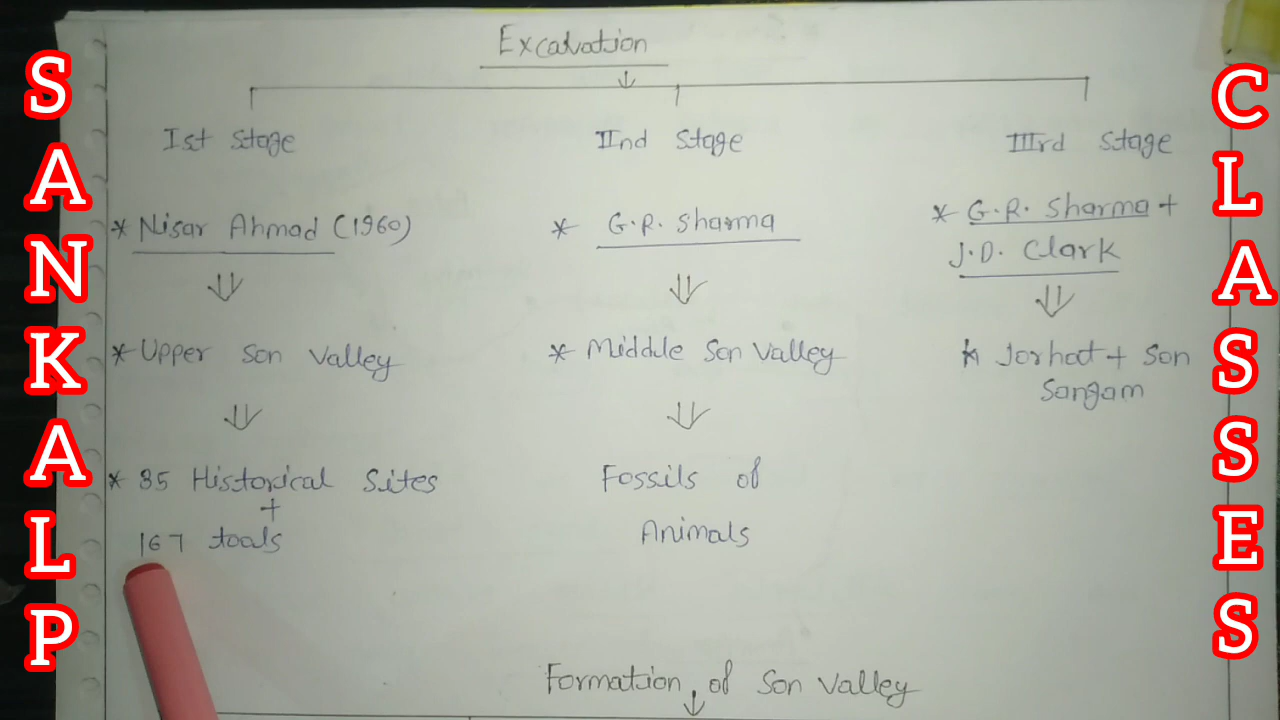 SANKALP
CLASSES
Excavation
Ist Stage
IInd Stage
IIIrd Stage
* Nisar Ahmad (1960)
* Upper Son Valley
* 35 Historical Sites
+
167 tools
* G.R. Sharma
* Middle Son Valley
Fossils of
Animals
* G.R. Sharma +
J.D. Clark
* Jorhat + Son
Sangam
Formation of Son Valley